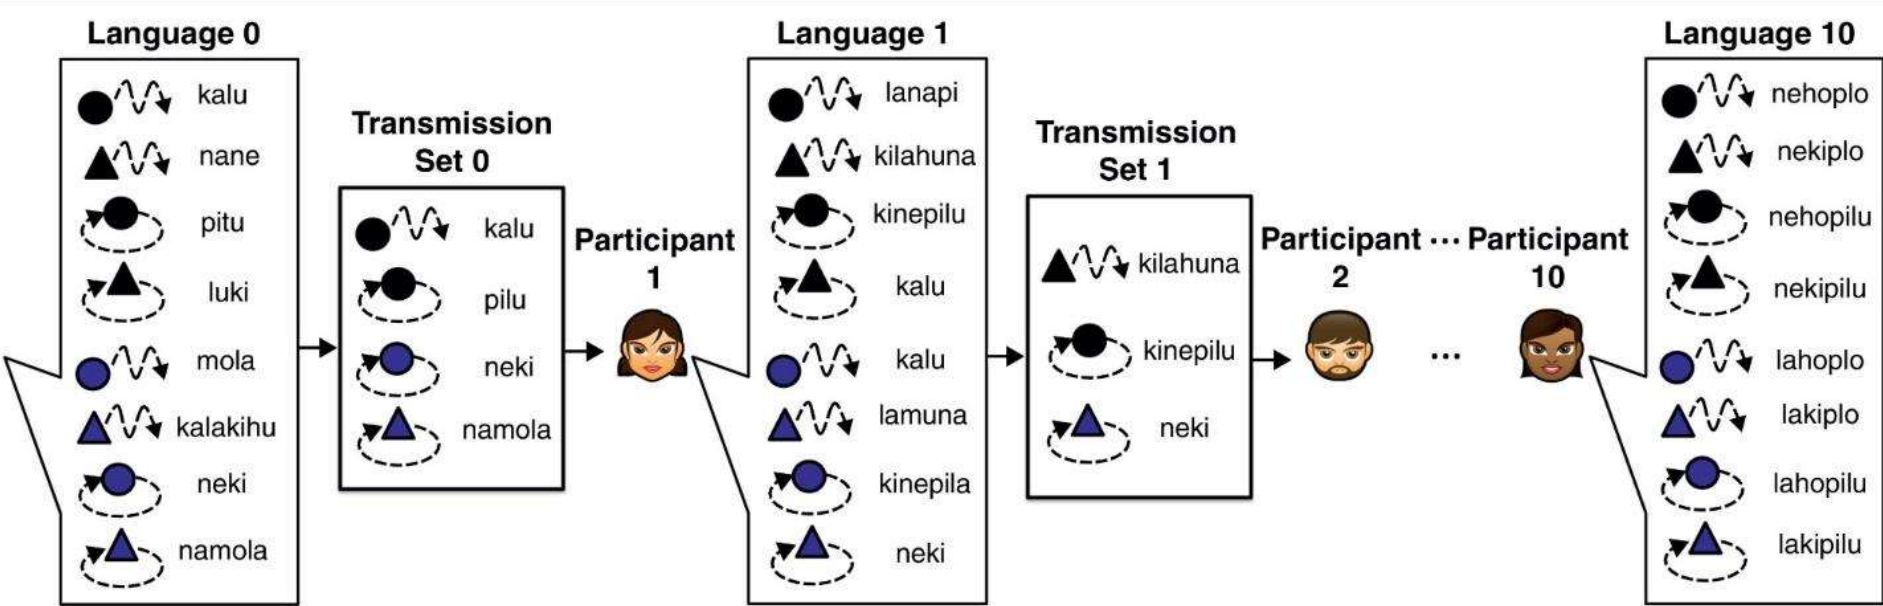 Language 0
kalu
nane
pitu
luki
mola
kalakihu
neki
namola
Transmission
Set 0
kalu
pilu
neki
namola
Participant
1
Language 1
lanapi
kilahuna
kinepilu
kalu
kalu
lamuna
kinepila
neki
Transmission
Set 1
kilahuna
kinepilu
neki
Participant ... Participant
2 10
...
Language 10
nehoplo
nekiplo
nehopilu
nekipilu
lahoplo
lakiplo
lahopilu
lakipilu